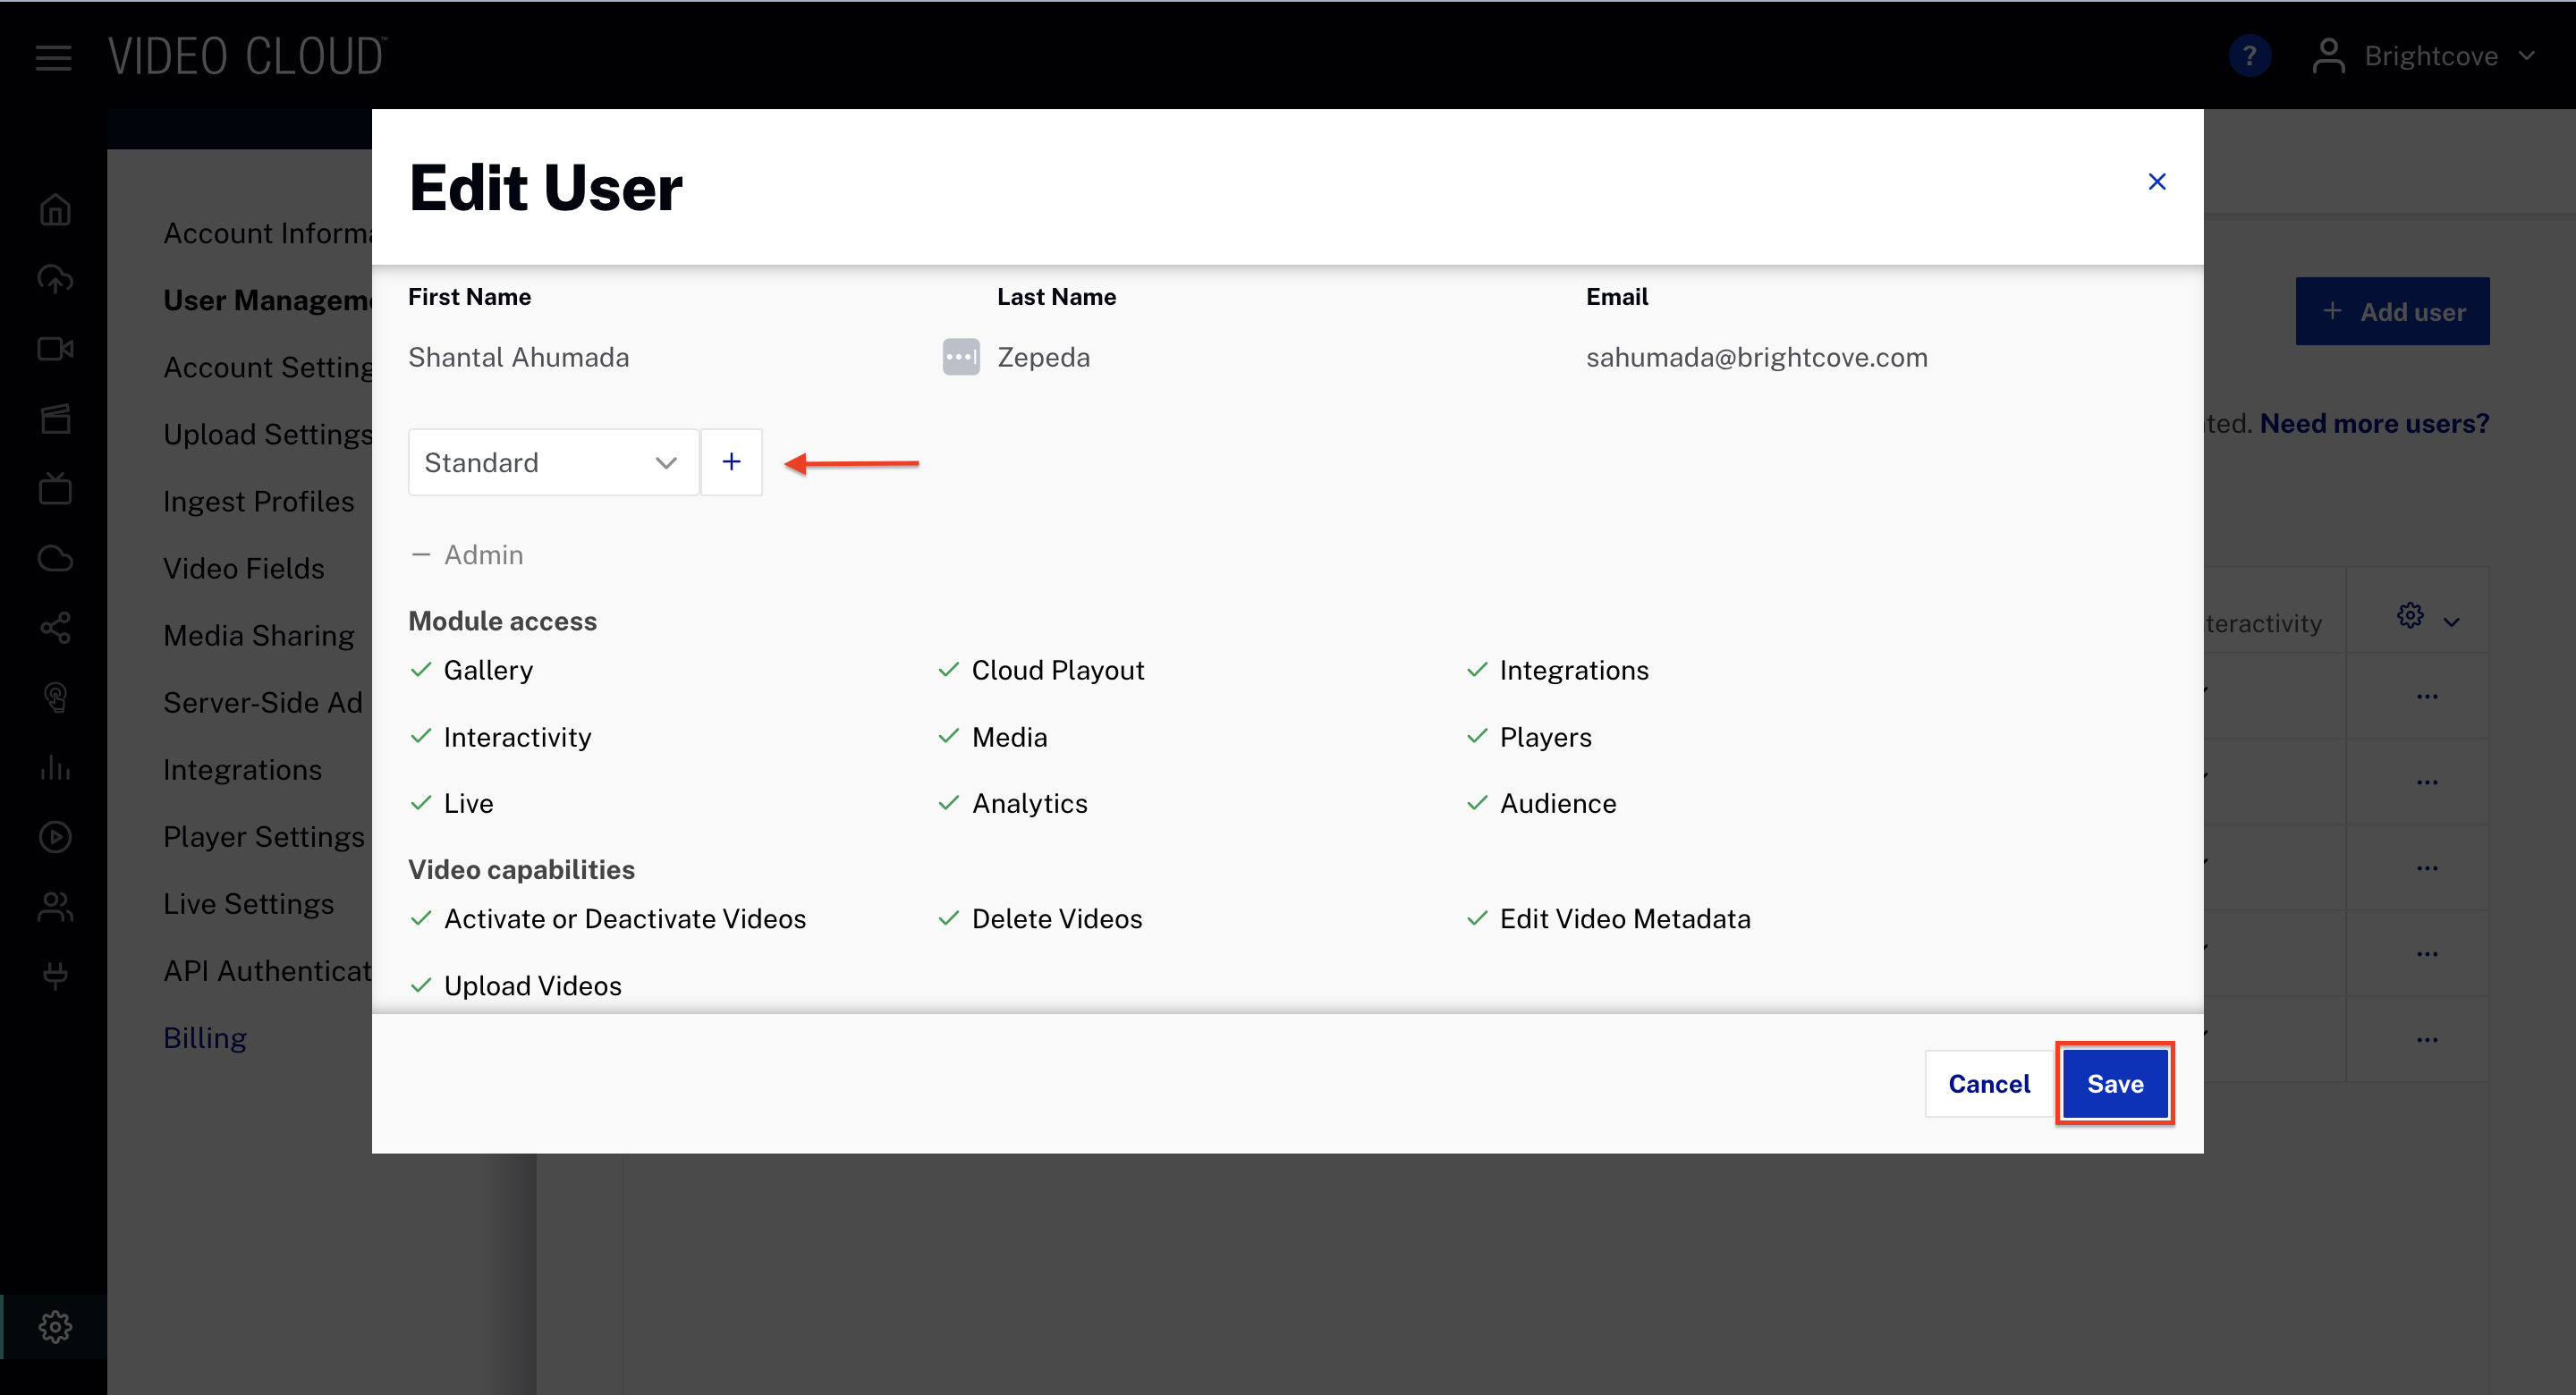 VIDEO CLOUD™
? Brightcove
Edit User
Account Informa
User Manageme
Account Setting
Upload Settings
Ingest Profiles
Video Fields
Media Sharing
Server-Side Ad
Integrations
Player Settings
Live Settings
API Authenticat
Billing
First Name Last Name Email
Shantal Ahumada Zepeda sahumada@brightcove.com
Standard +
— Admin
Module access
Gallery Cloud Playout Integrations
Interactivity Media Players
Live Analytics Audience
Video capabilities
Activate or Deactivate Videos Delete Videos Edit Video Metadata
Upload Videos
Cancel Save
+ Add user
ted. Need more users?
teractivity